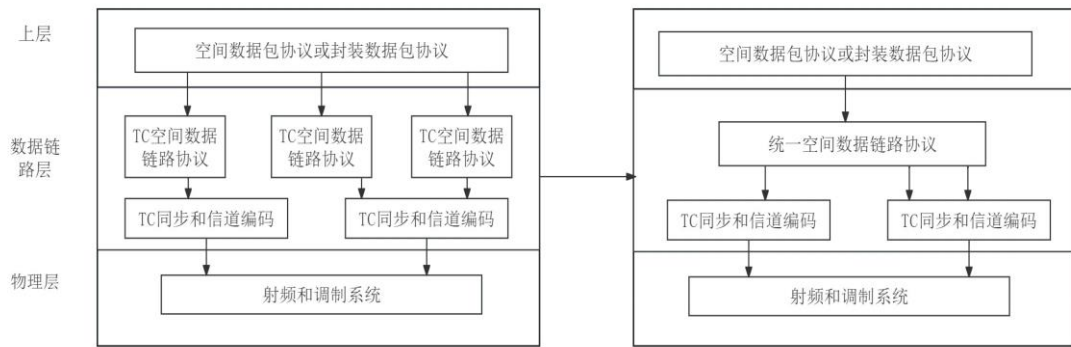 上层
空间数据包协议或封装数据包协议
数据链
路层
TC空间数据
链路协议
TC空间数据
链路协议
TC空间数据
链路协议
TC同步和信道编码
TC同步和信道编码
物理层
射频和调制系统
空间数据包协议或封装数据包协议
统一空间数据链路协议
TC同步和信道编码
TC同步和信道编码
射频和调制系统